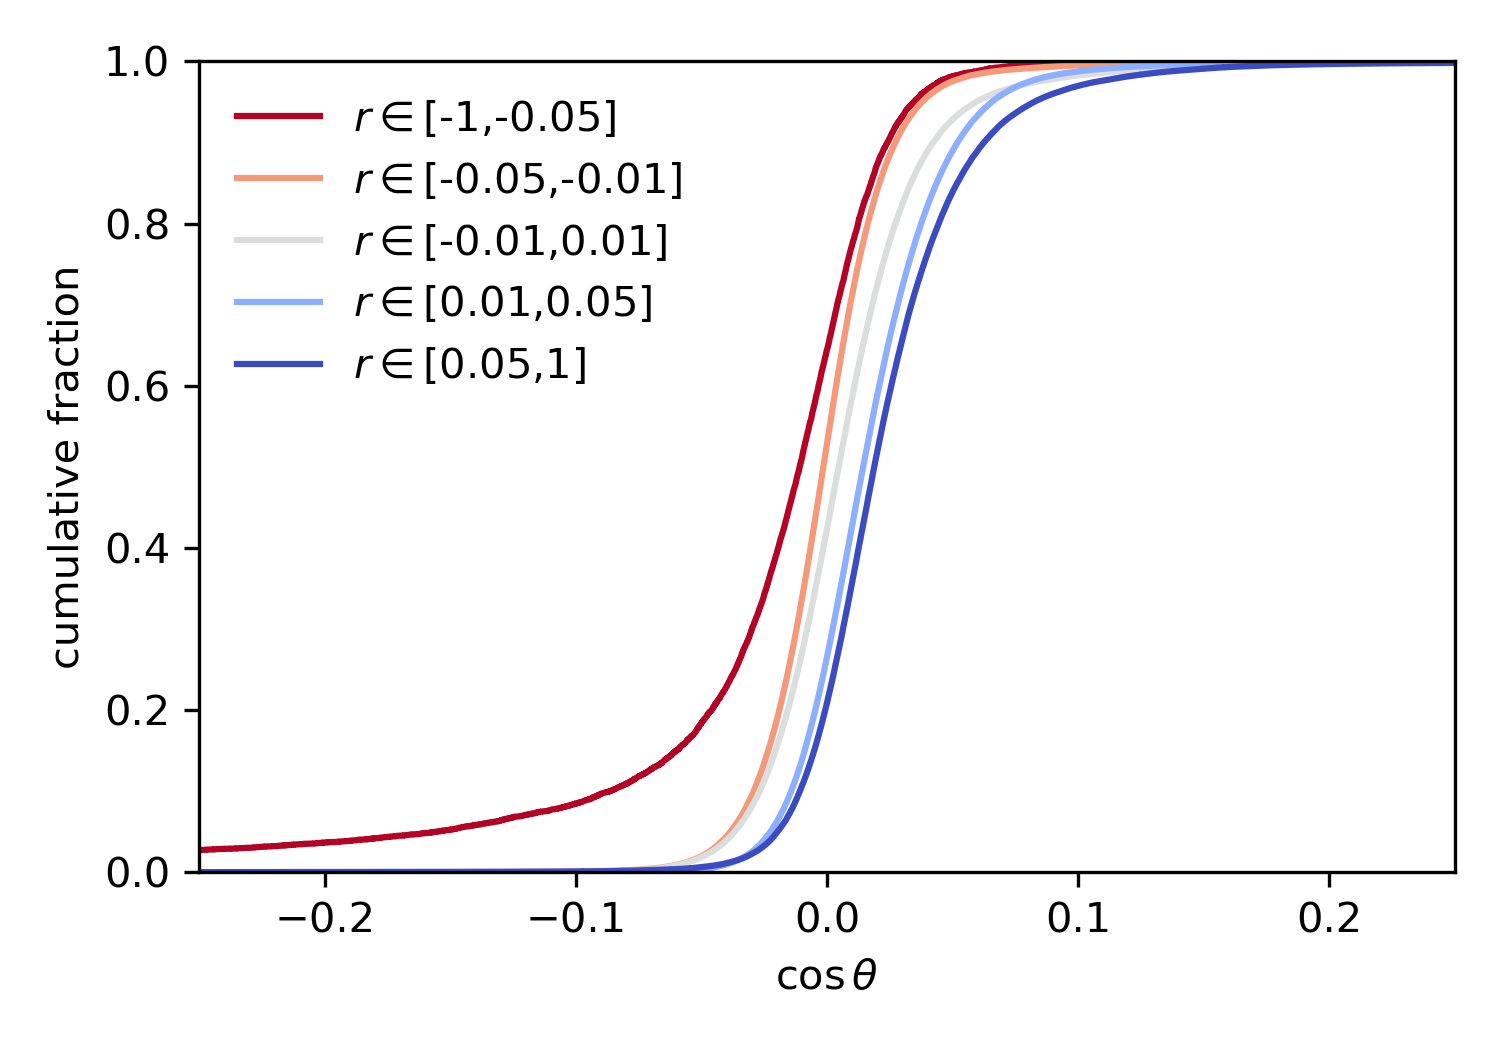 1.0
0.8
0.6
0.4
0.2
0.0
cumulative fraction
r ∈ [-1,-0.05]
r ∈ [-0.05,-0.01]
r ∈ [-0.01,0.01]
r ∈ [0.01,0.05]
r ∈ [0.05,1]
−0.2 −0.1 0.0 0.1 0.2
cos θ